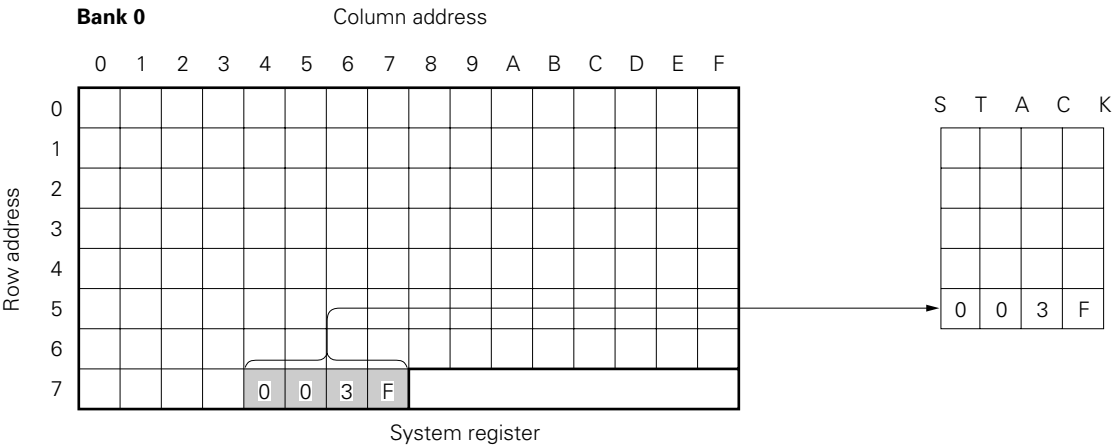 Bank 0 Column address
0 1 2 3 4 5 6 7 8 9 A B C D E F
0
S T A C K
1
2
3
4
Row address
5
0 0 3 F
6
7 0 0 3 F
System register